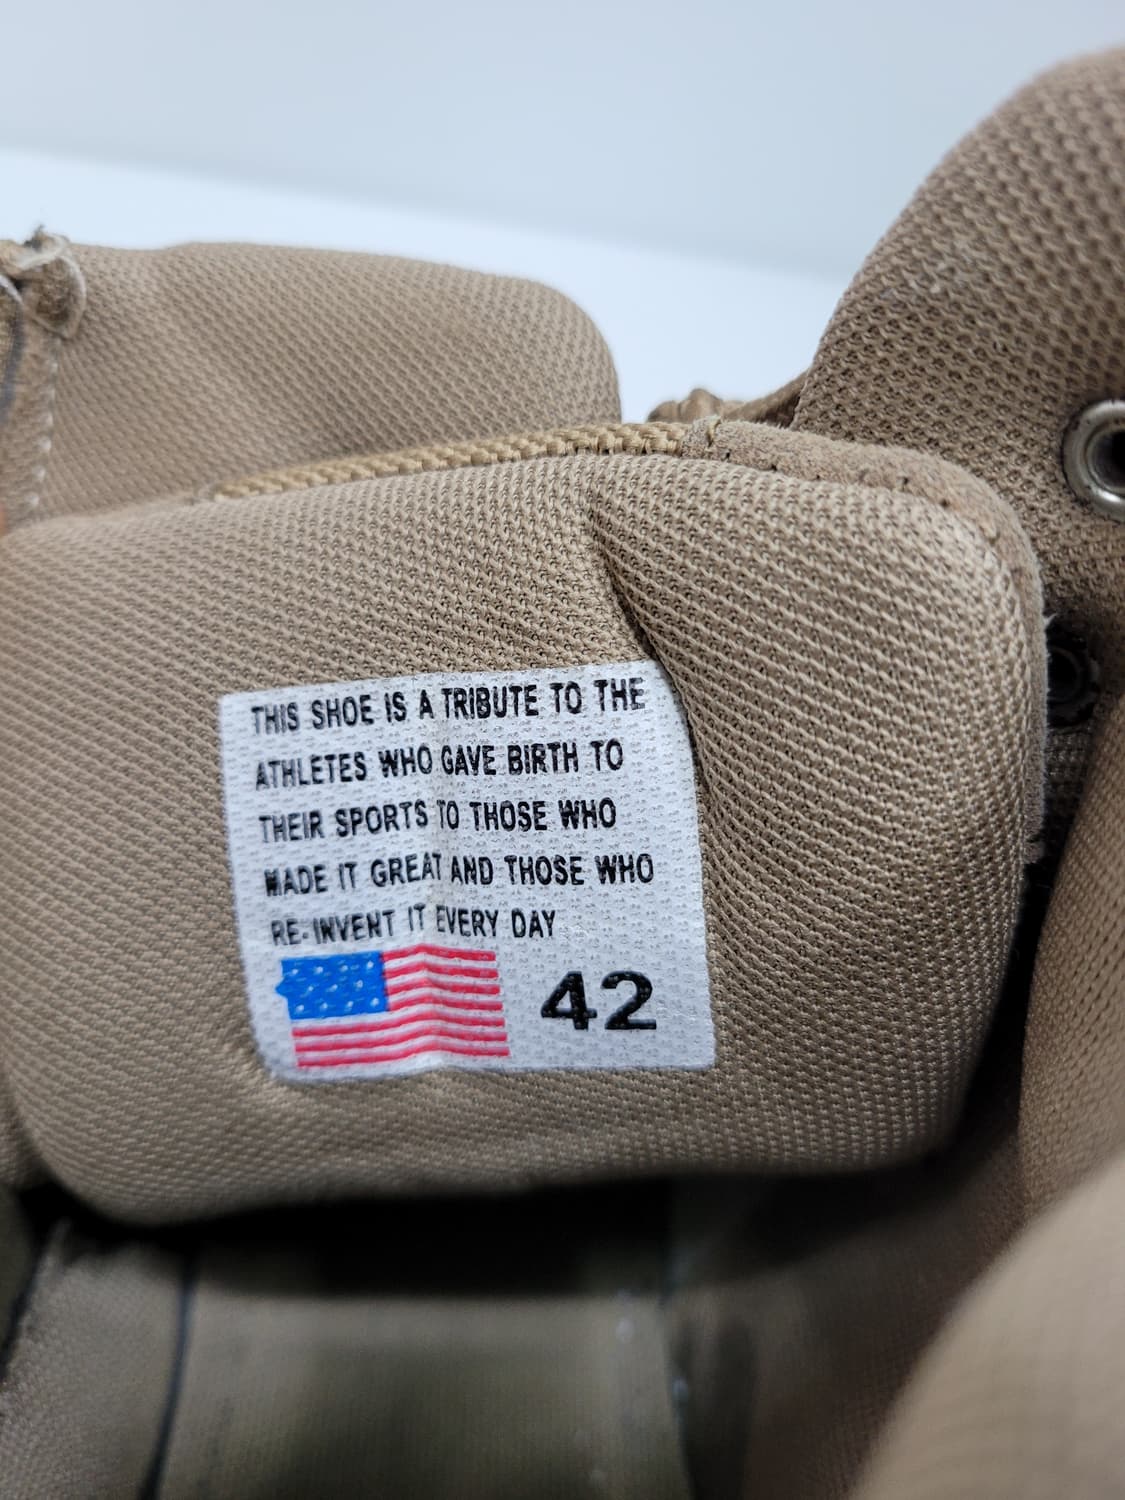 THIS SHOE IS A TRIBUTE TO THE
ATHLETES WHO GAVE BIRTH TO
THEIR SPORTS TO THOSE WHO
MADE IT GREAT AND THOSE WHO
RE-INVENT IT EVERY DAY
42